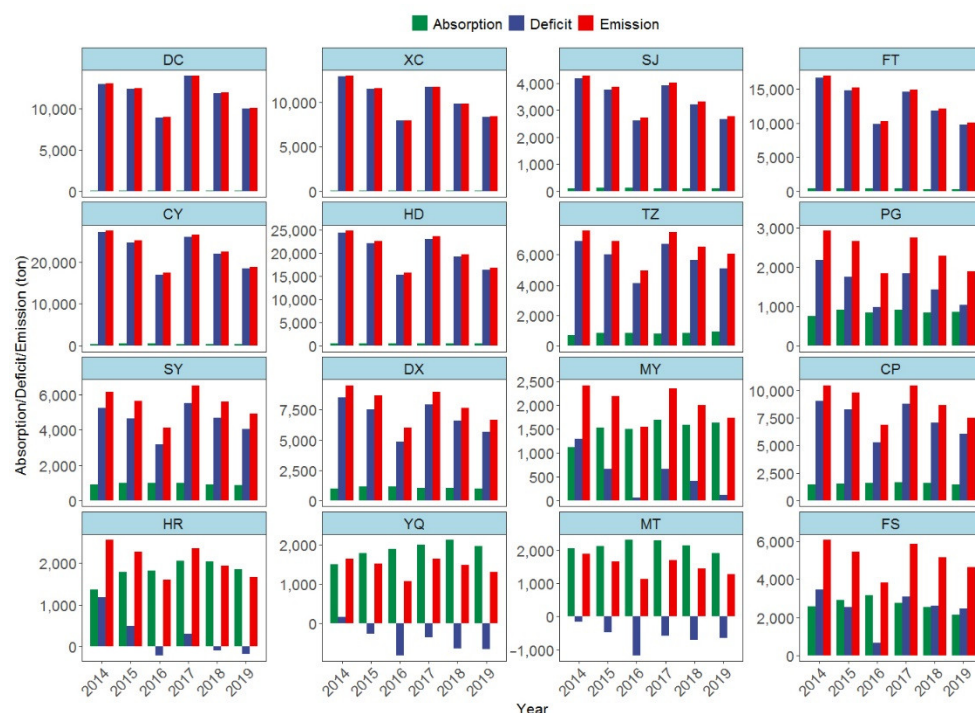 Absorption Deficit Emission
DC XC SJ FT
10,000 10,000 4,000 15,000
5,000 5,000 3,000 10,000
2,000 5,000
1,000
0 0 0 0
CY HD TZ PG
20,000 25,000 6,000 3,000
10,000 20,000 4,000 2,000
15,000 2,000 1,000
10,000
5,000
0 0 0 0
SY DX MY CP
6,000 7,500 2,500 10,000
4,000 5,000 2,000 7,500
2,000 2,500 1,500 5,000
1,000 2,500
500
0 0 0 0
HR YQ MT FS
2,000 2,000 2,000 6,000
1,000 1,000 1,000 4,000
0 0 0 2,000
−1,000 0
2014 2015 2016 2017 2018 2019 2014 2015 2016 2017 2018 2019 2014 2015 2016 2017 2018 2019 2014 2015 2016 2017 2018 2019
Year
Absorption/Deficit/Emission (ton)